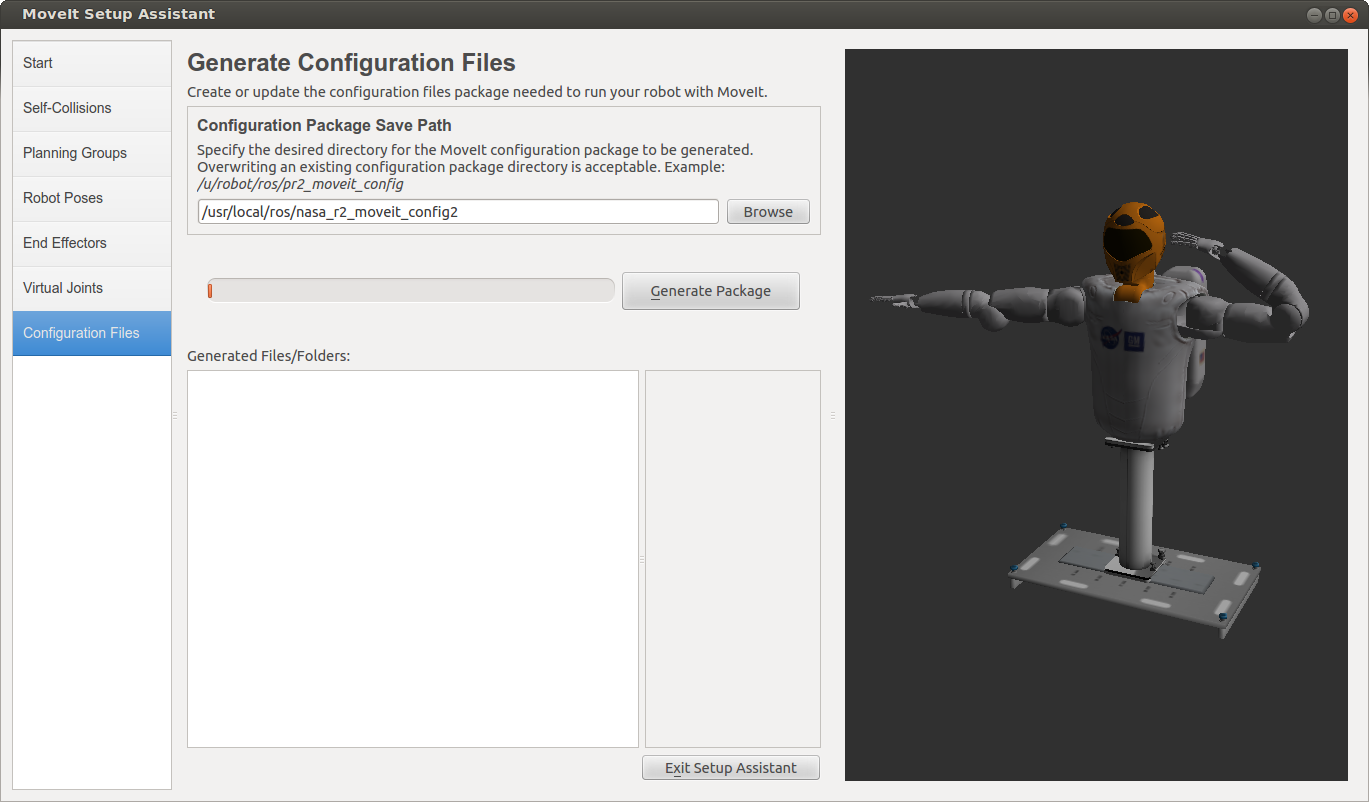 MoveIt Setup Assistant
Start
Self-Collisions
Planning Groups
Robot Poses
End Effectors
Virtual Joints
Configuration Files
Generate Configuration Files
Create or update the configuration files package needed to run your robot with MoveIt.
Configuration Package Save Path
Specify the desired directory for the MoveIt configuration package to be generated.
Overwriting an existing configuration package directory is acceptable. Example:
/u/robot/ros/pr2_moveit_config
/usr/local/ros/nasa_r2_moveit_config2
Browse
Generate Package
Generated Files/Folders:
Exit Setup Assistant
GM